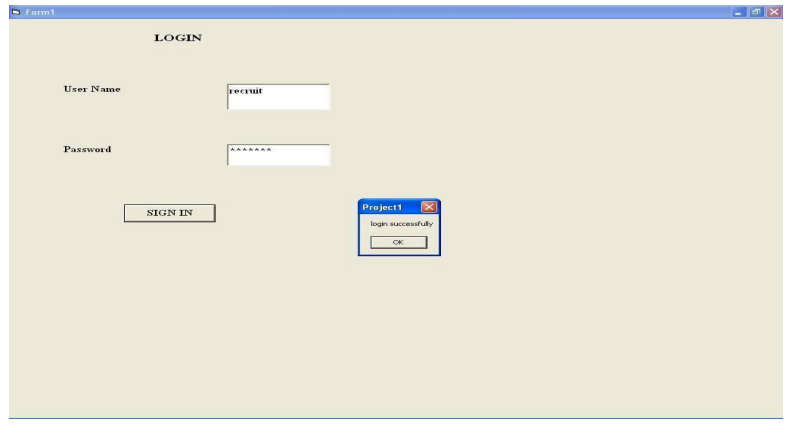 Form1
LOGIN
User Name
recruit
Password
*******
SIGN IN
Project1
login successfully
OK